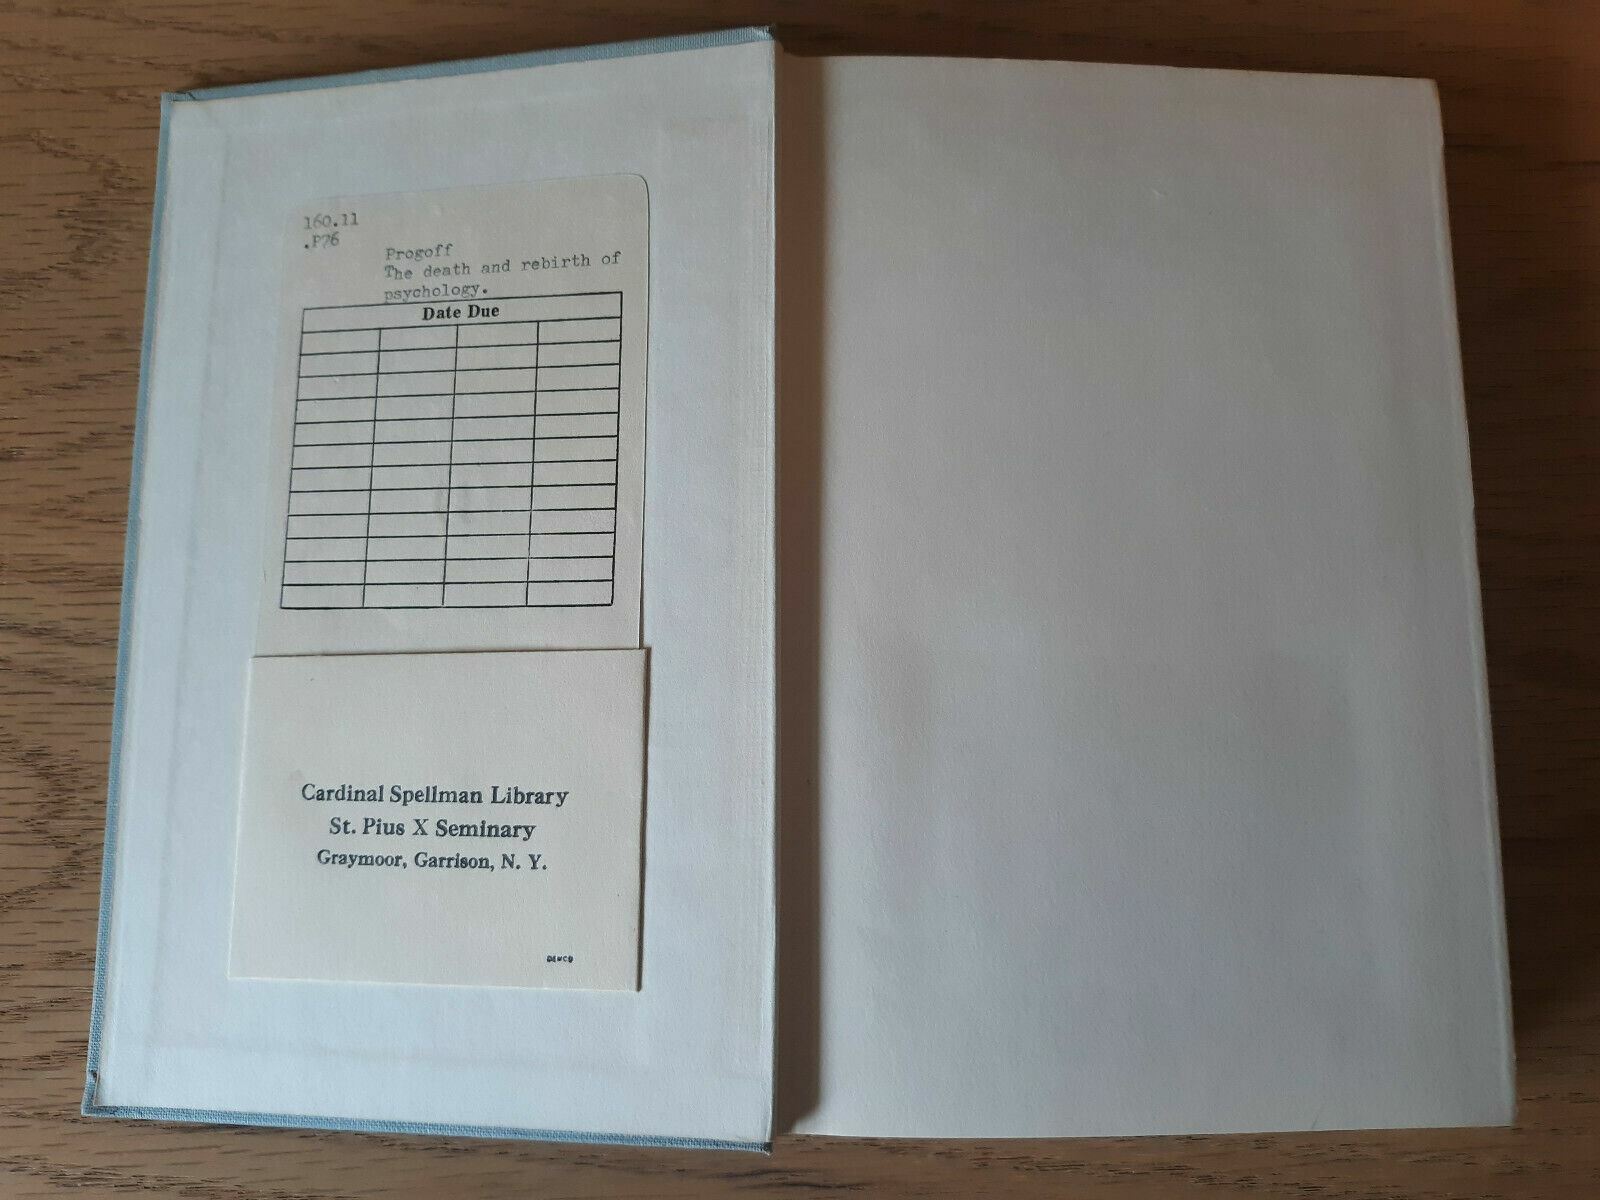 160.11
.P76
Progoff
The death and rebirth of
psychology.
Date Due
Cardinal Spellman Library
St. Pius X Seminary
Graymoor, Garrison, N. Y.
DEMCO